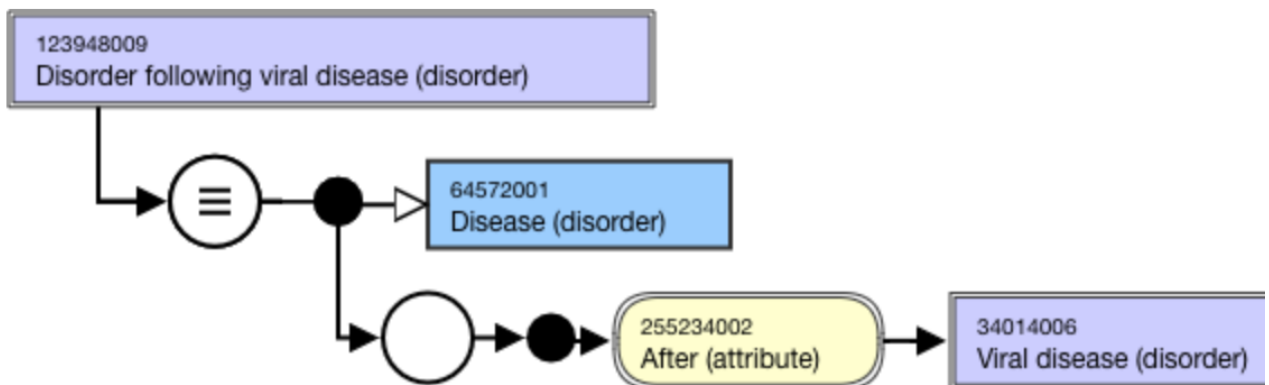 123948009
Disorder following viral disease (disorder)
64572001
Disease (disorder)
255234002
After (attribute)
34014006
Viral disease (disorder)